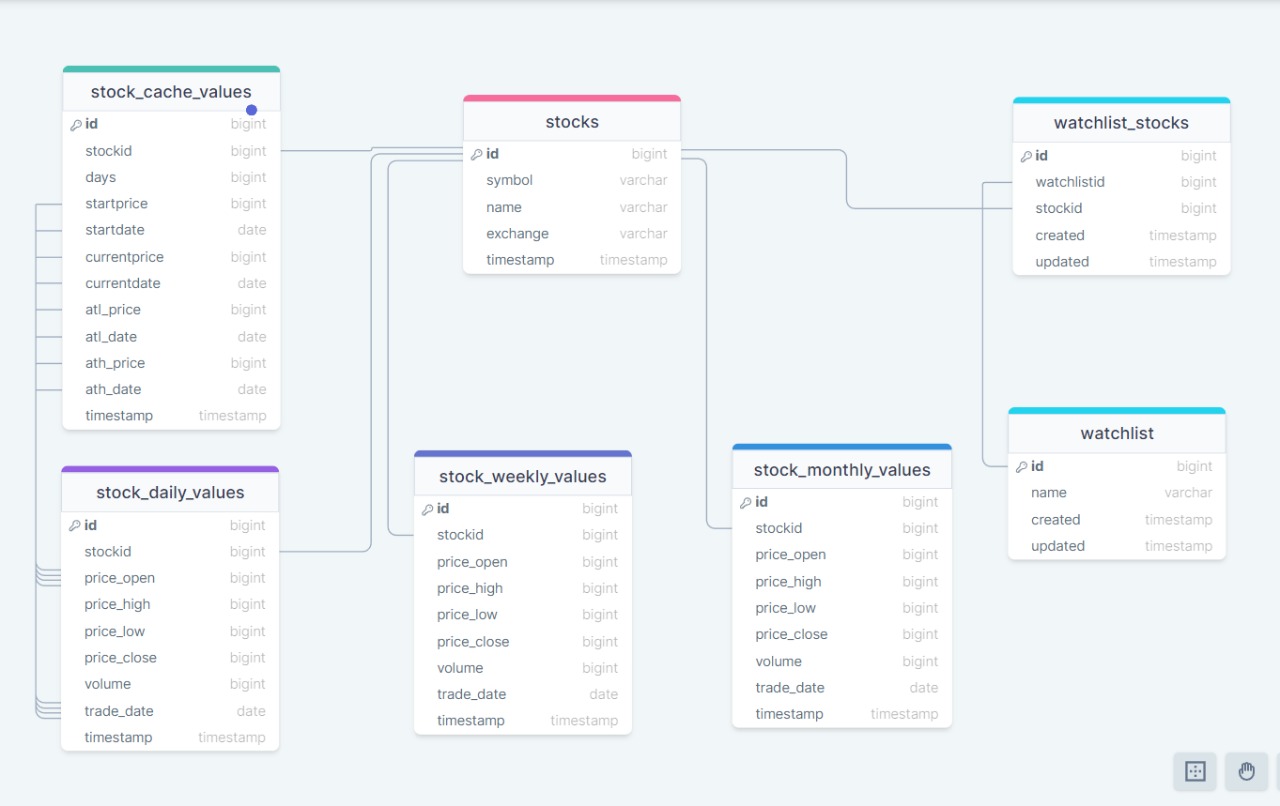 stock_cache_values
id bigint
stockid bigint
days bigint
startprice bigint
startdate date
currentprice bigint
currentdate date
atl_price bigint
atl_date date
ath_price bigint
ath_date date
timestamp timestamp
stocks
id bigint
symbol varchar
name varchar
exchange varchar
timestamp timestamp
watchlist_stocks
id bigint
watchlistid bigint
stockid bigint
created timestamp
updated timestamp
stock_daily_values
id bigint
stockid bigint
price_open bigint
price_high bigint
price_low bigint
price_close bigint
volume bigint
trade_date date
timestamp timestamp
stock_weekly_values
id bigint
stockid bigint
price_open bigint
price_high bigint
price_low bigint
price_close bigint
volume bigint
trade_date date
timestamp timestamp
stock_monthly_values
id bigint
stockid bigint
price_open bigint
price_high bigint
price_low bigint
price_close bigint
volume bigint
trade_date date
timestamp timestamp
watchlist
id bigint
name varchar
created timestamp
updated timestamp